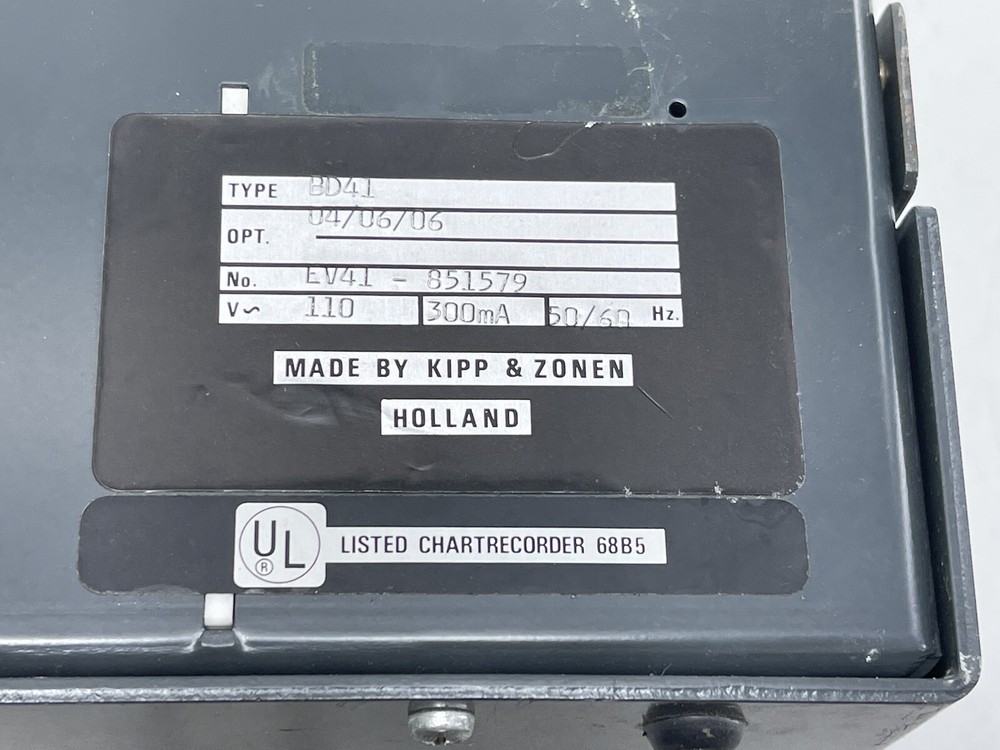 TYPE BD41
OPT. 04/06/06
No. EV41 - 851579
V~ 110 300mA 50/60 Hz.
MADE BY KIPP & ZONEN
HOLLAND
UL ® LISTED CHARTRECORDER 68B5